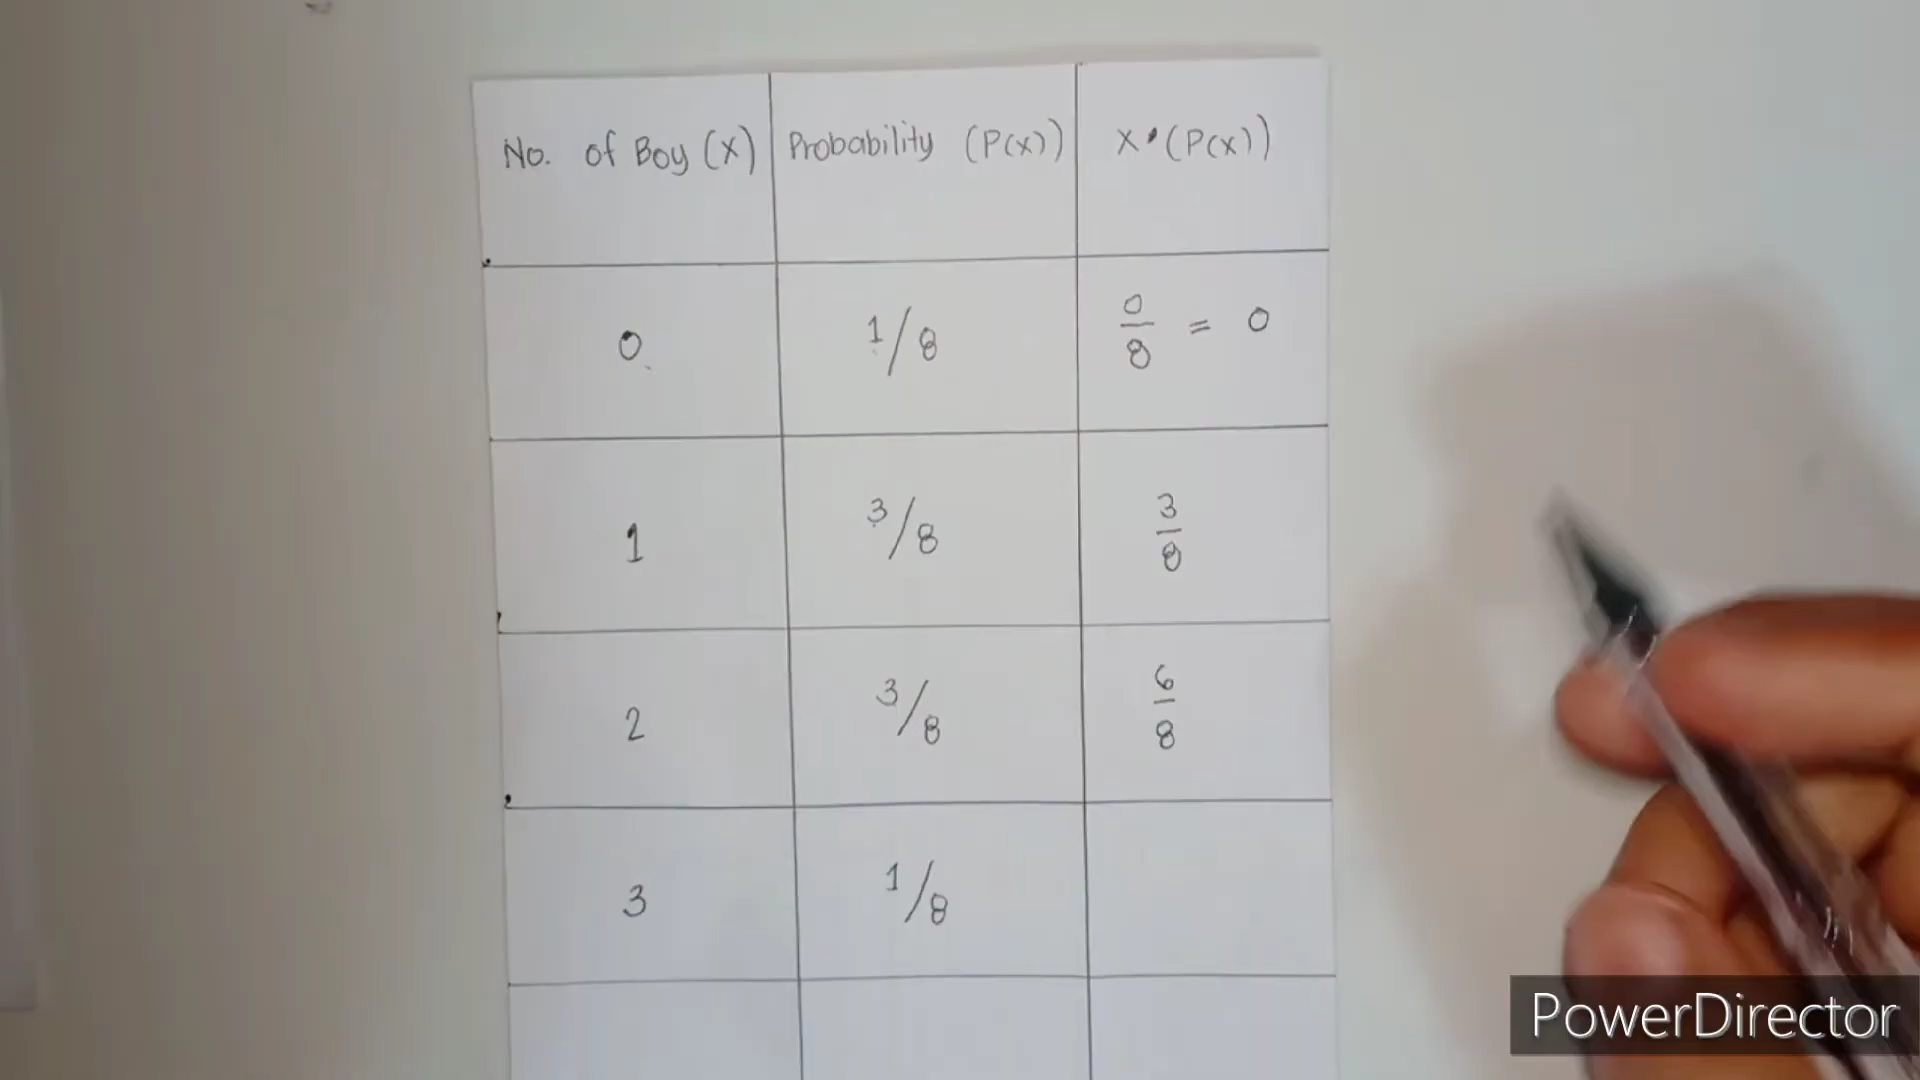 No. of Boy (X) Probability (P(X)) X • (P(X))
0 1/8 0/8 = 0
1 3/8 3/8
2 3/8 6/8
3 1/8
PowerDirector